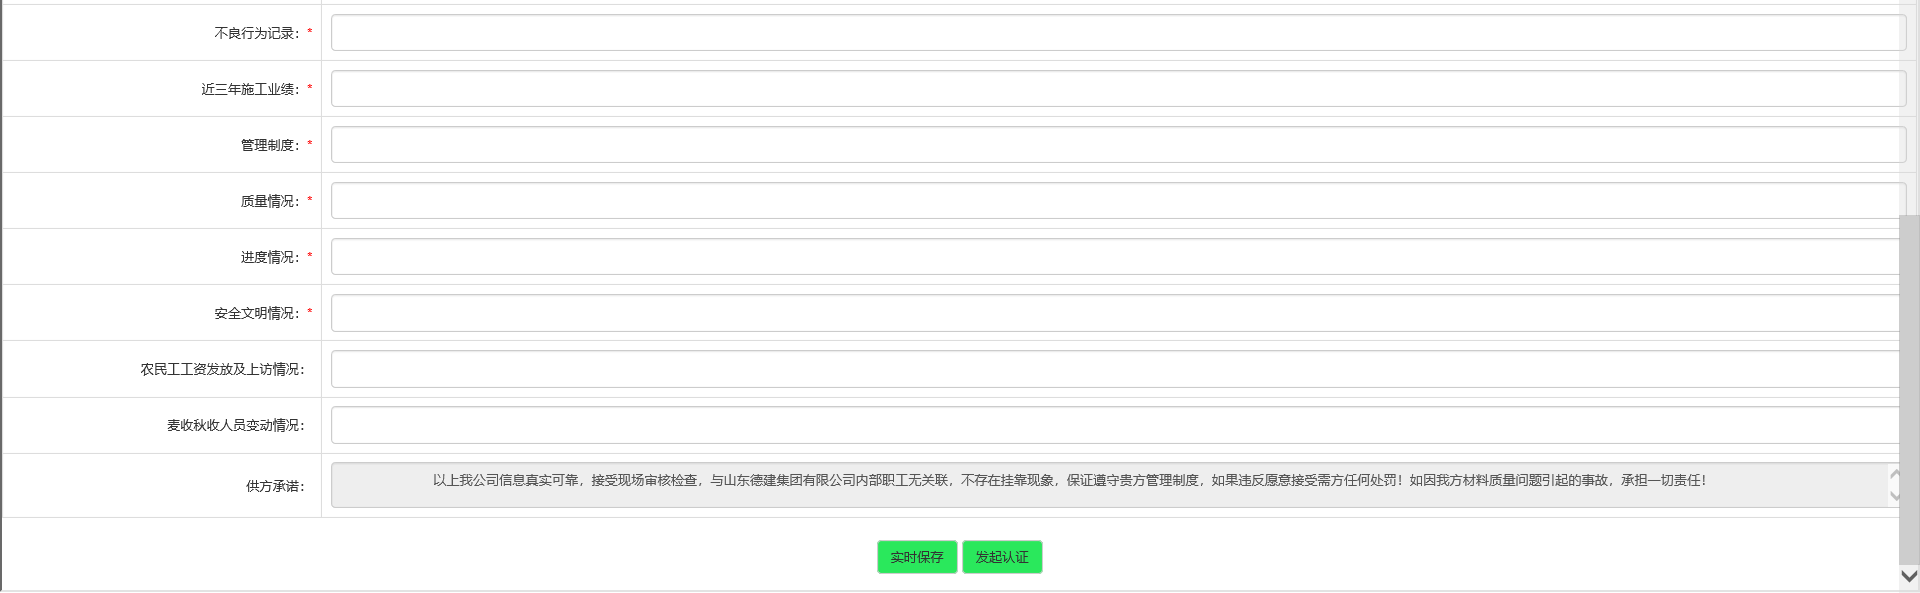 不良行为记录: *
近三年施工业绩: *
管理制度: *
质量情况: *
进度情况: *
安全文明情况: *
农民工工资发放及上访情况:
麦收秋收人员变动情况:
供方承诺: 以上我公司信息真实可靠，接受现场审核检查，与山东德建集团有限公司内部职工无关联，不存在挂靠现象，保证遵守贵方管理制度，如果违反愿意接受需方任何处罚！如因我方材料质量问题引起的事故，承担一切责任！
实时保存 发起认证